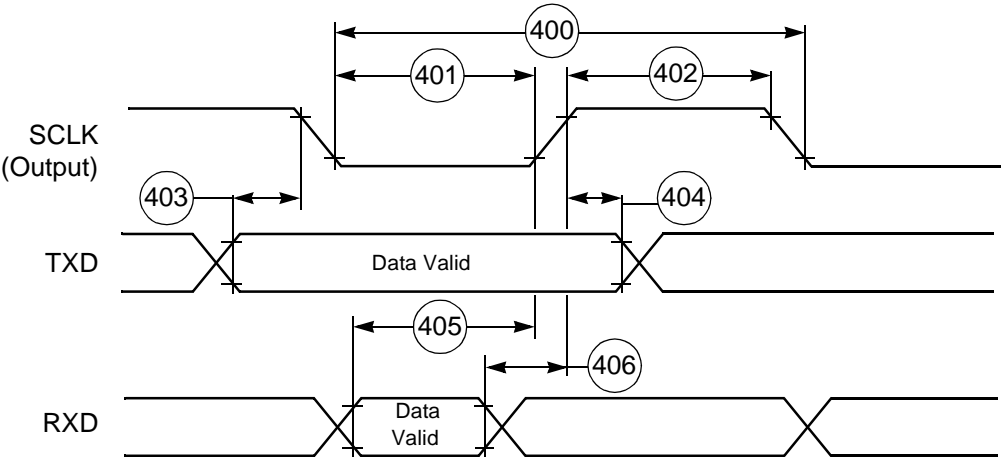 400
401
402
SCLK
(Output)
403
404
TXD
Data Valid
405
406
RXD
Data
Valid